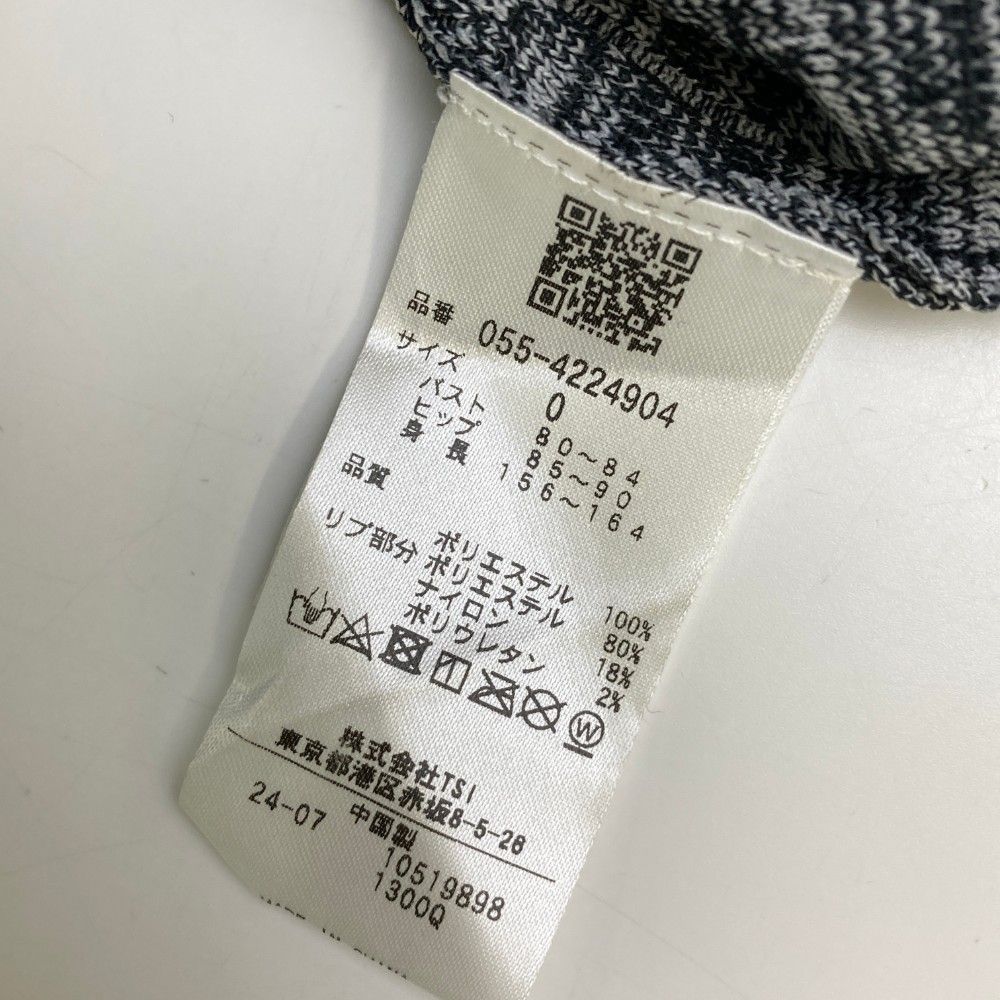 品番 055-4224904
サイズ 0
バスト 80~84
ヒップ 85~90
身長 156~164
品質
ポリエステル 100%
リブ部分 ポリエステル 80%
ナイロン 18%
ポリウレタン 2%
W
株式会社TSI
東京都港区赤坂8-5-26
24-07 中国製
10519898
1300Q
MADE IN CHINA